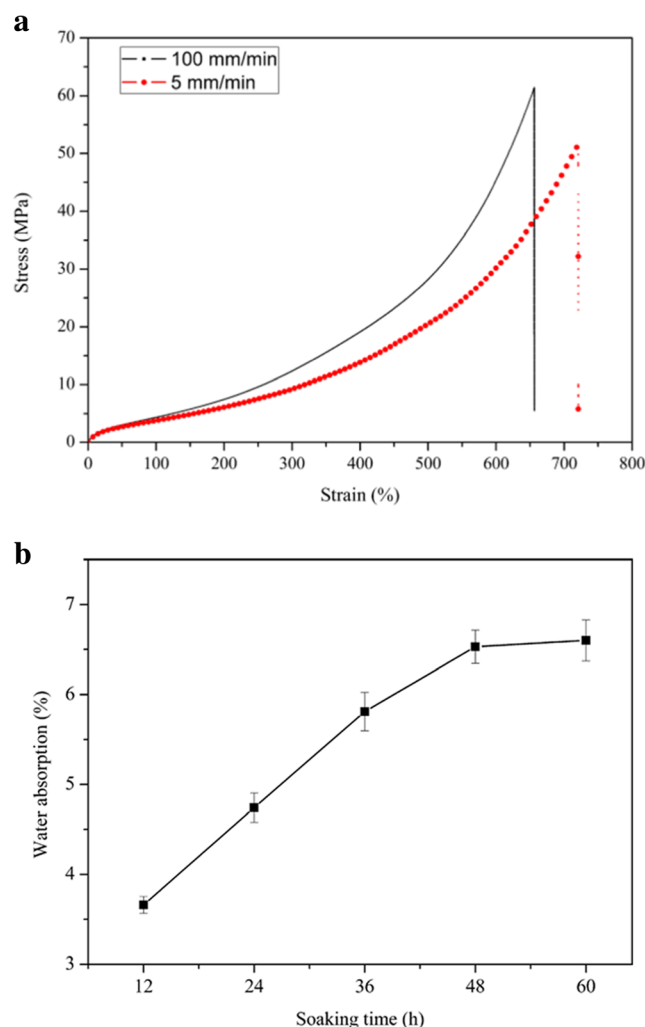 a
70
60
50
40
30
20
10
0
Stress (MPa)
100 mm/min
5 mm/min
0 100 200 300 400 500 600 700 800
Strain (%)
b
7
6
5
4
3
Water absorption (%)
12 24 36 48 60
Soaking time (h)